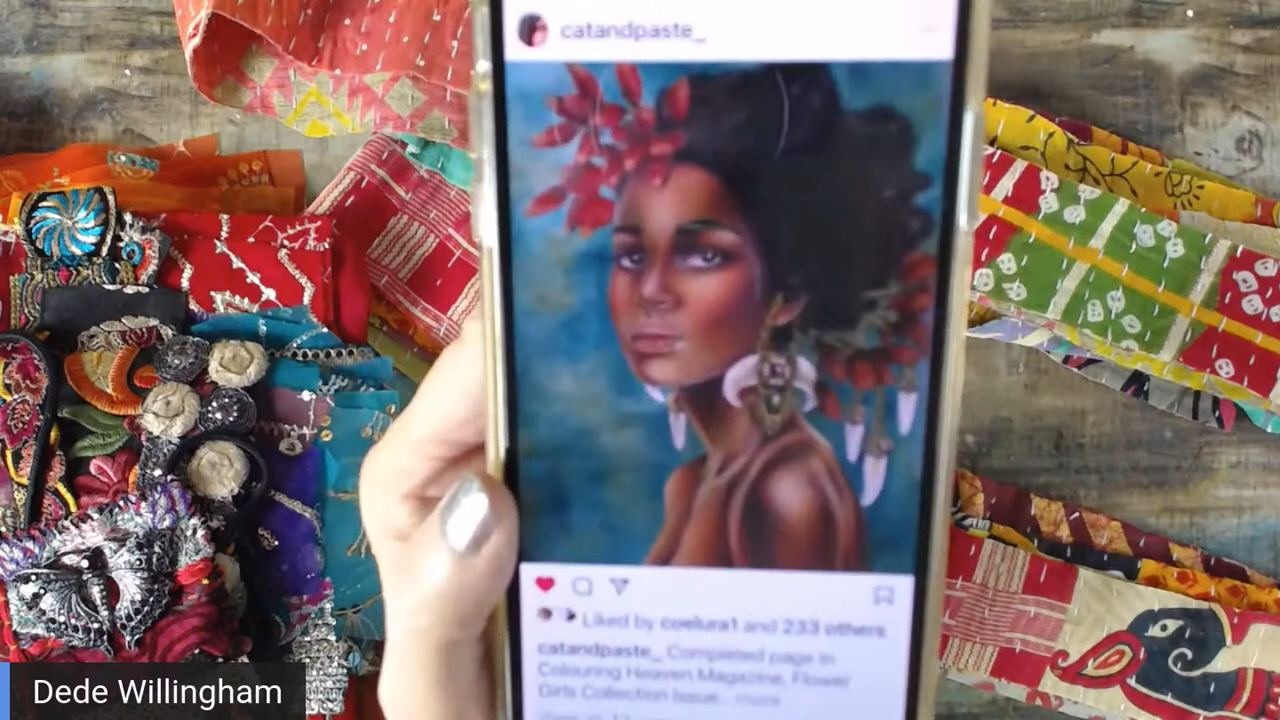 catandpaste_
Liked by coelura1 and 233 others
catandpaste_ Completed page in
Colouring Heaven Magazine, Flower
Girls Collection Issue... more
Dede Willingham